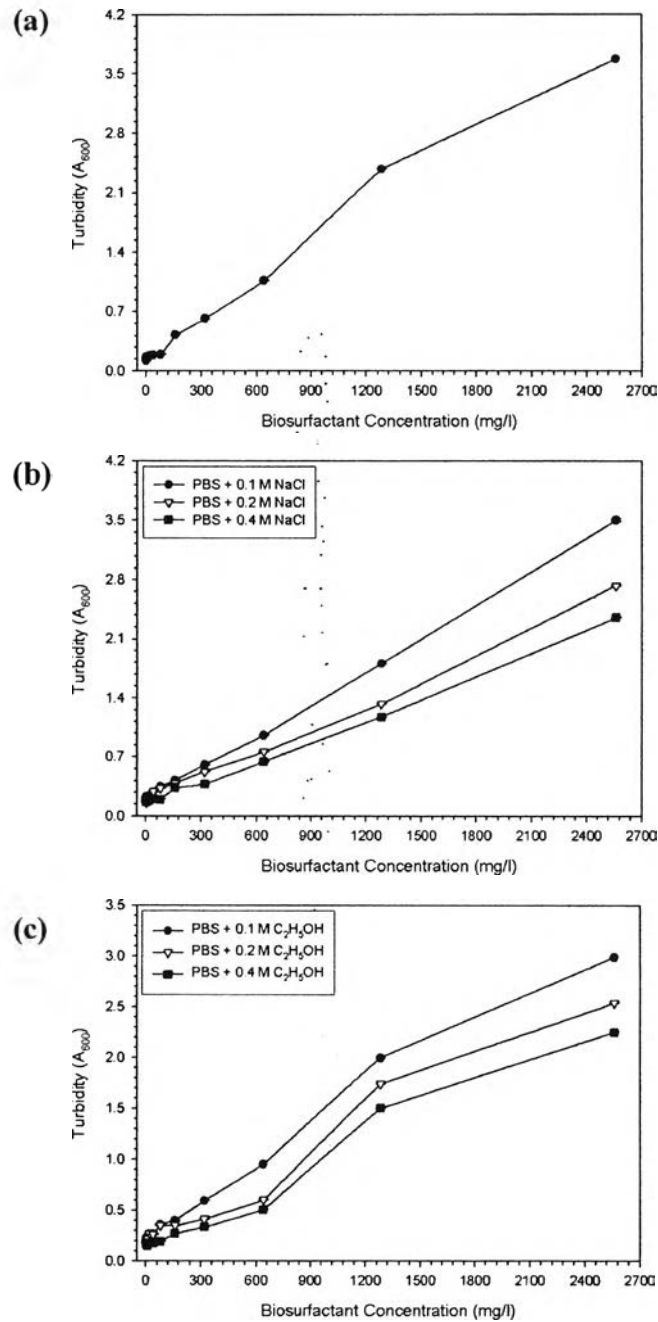 (a)
4.2
3.5
2.8
2.1
1.4
0.7
0.0
Turbidity (A₆₀₀)
0 300 600 900 1200 1500 1800 2100 2400 2700
Biosurfactant Concentration (mg/l)
(b)
4.2
3.5
2.8
2.1
1.4
0.7
0.0
Turbidity (A₆₀₀)
PBS + 0.1 M NaCl
PBS + 0.2 M NaCl
PBS + 0.4 M NaCl
0 300 600 900 1200 1500 1800 2100 2400 2700
Biosurfactant Concentration (mg/l)
(c)
3.5
3.0
2.5
2.0
1.5
1.0
0.5
0.0
Turbidity (A₆₀₀)
PBS + 0.1 M C₂H₅OH
PBS + 0.2 M C₂H₅OH
PBS + 0.4 M C₂H₅OH
0 300 600 900 1200 1500 1800 2100 2400 2700
Biosurfactant Concentration (mg/l)